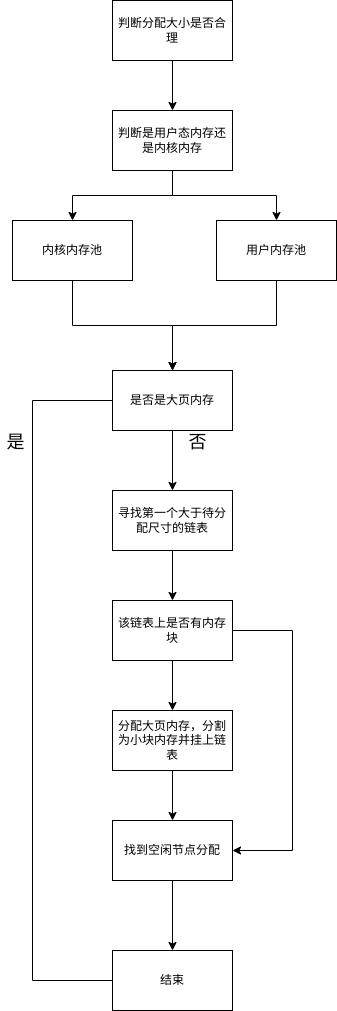 判断分配大小是否合
理
判断是用户态内存还
是内核内存
内核内存池
用户内存池
是否是大页内存
是
否
寻找第一个大于待分
配尺寸的链表
该链表上是否有内存
块
分配大页内存，分割
为小块内存并挂上链
表
找到空闲节点分配
结束